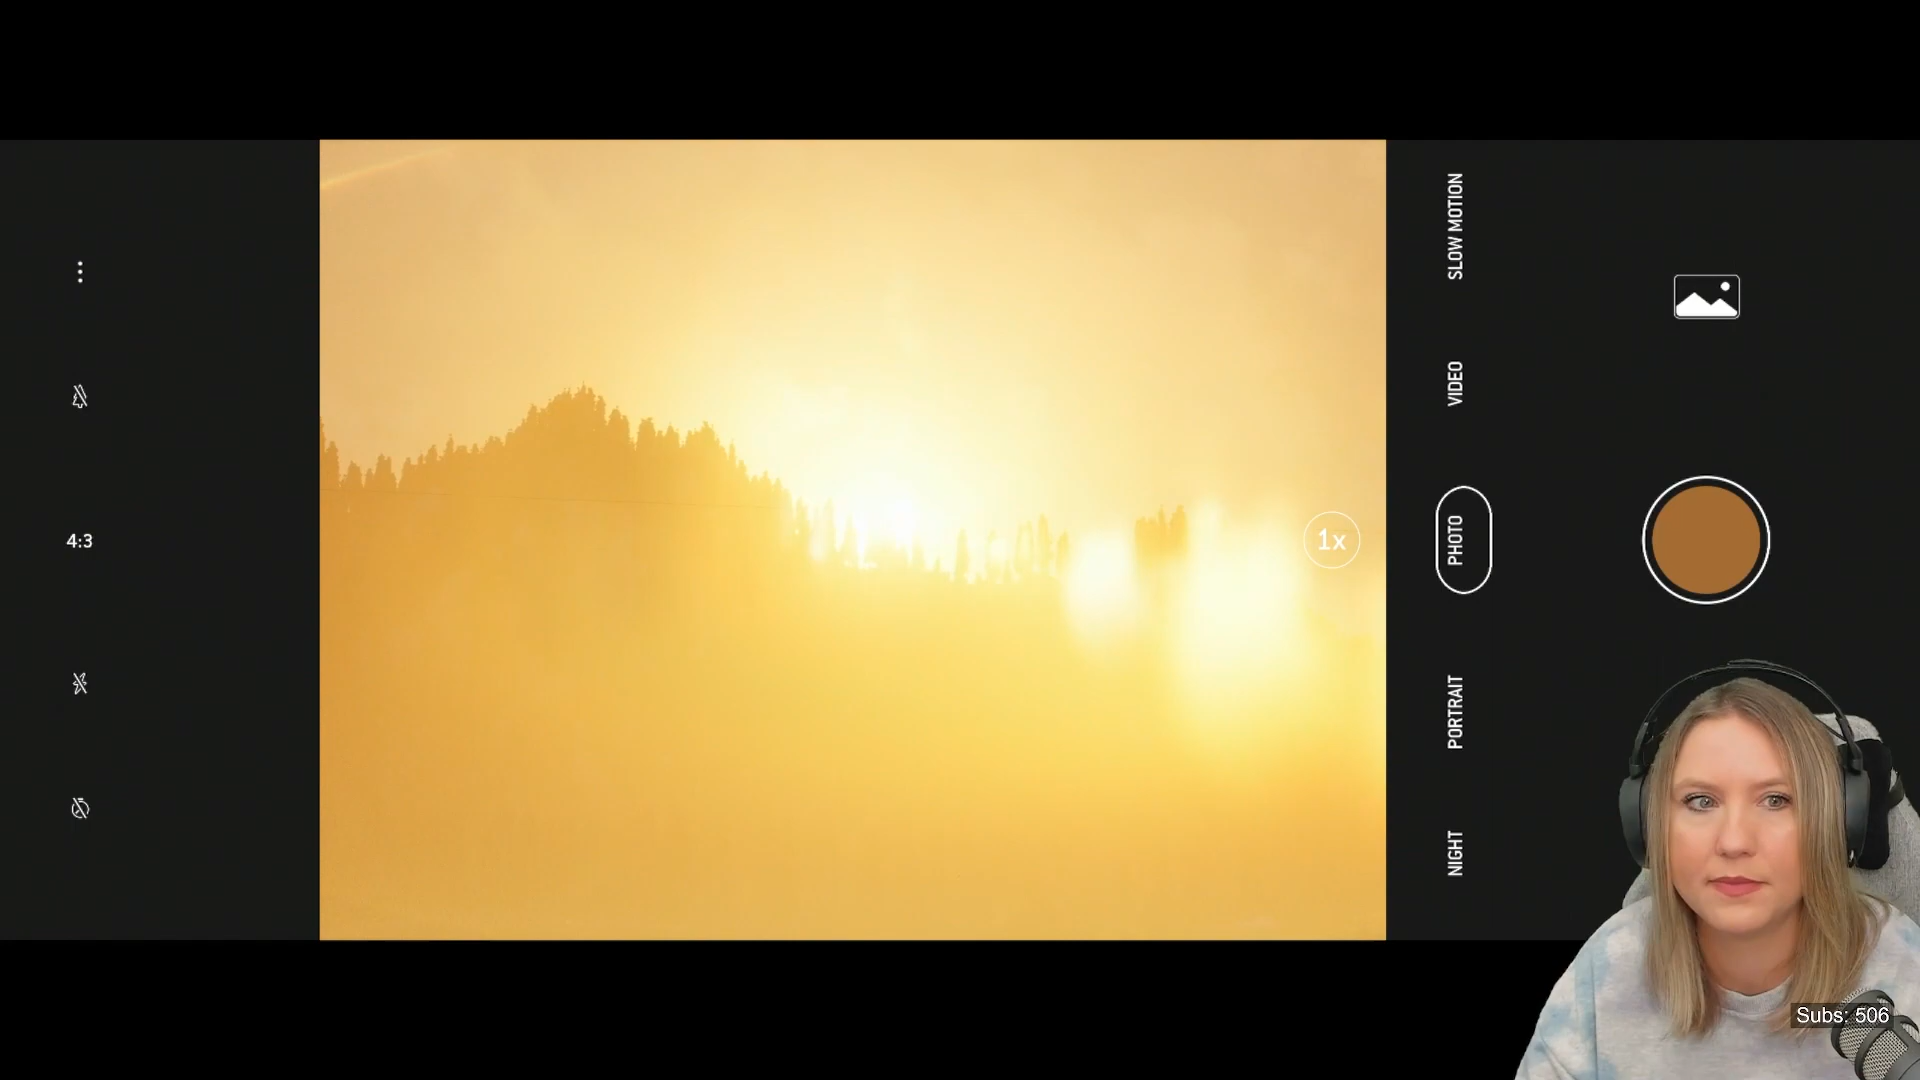 4:3
1x
SLOW MOTION
VIDEO
PHOTO
PORTRAIT
NIGHT
Subs: 506